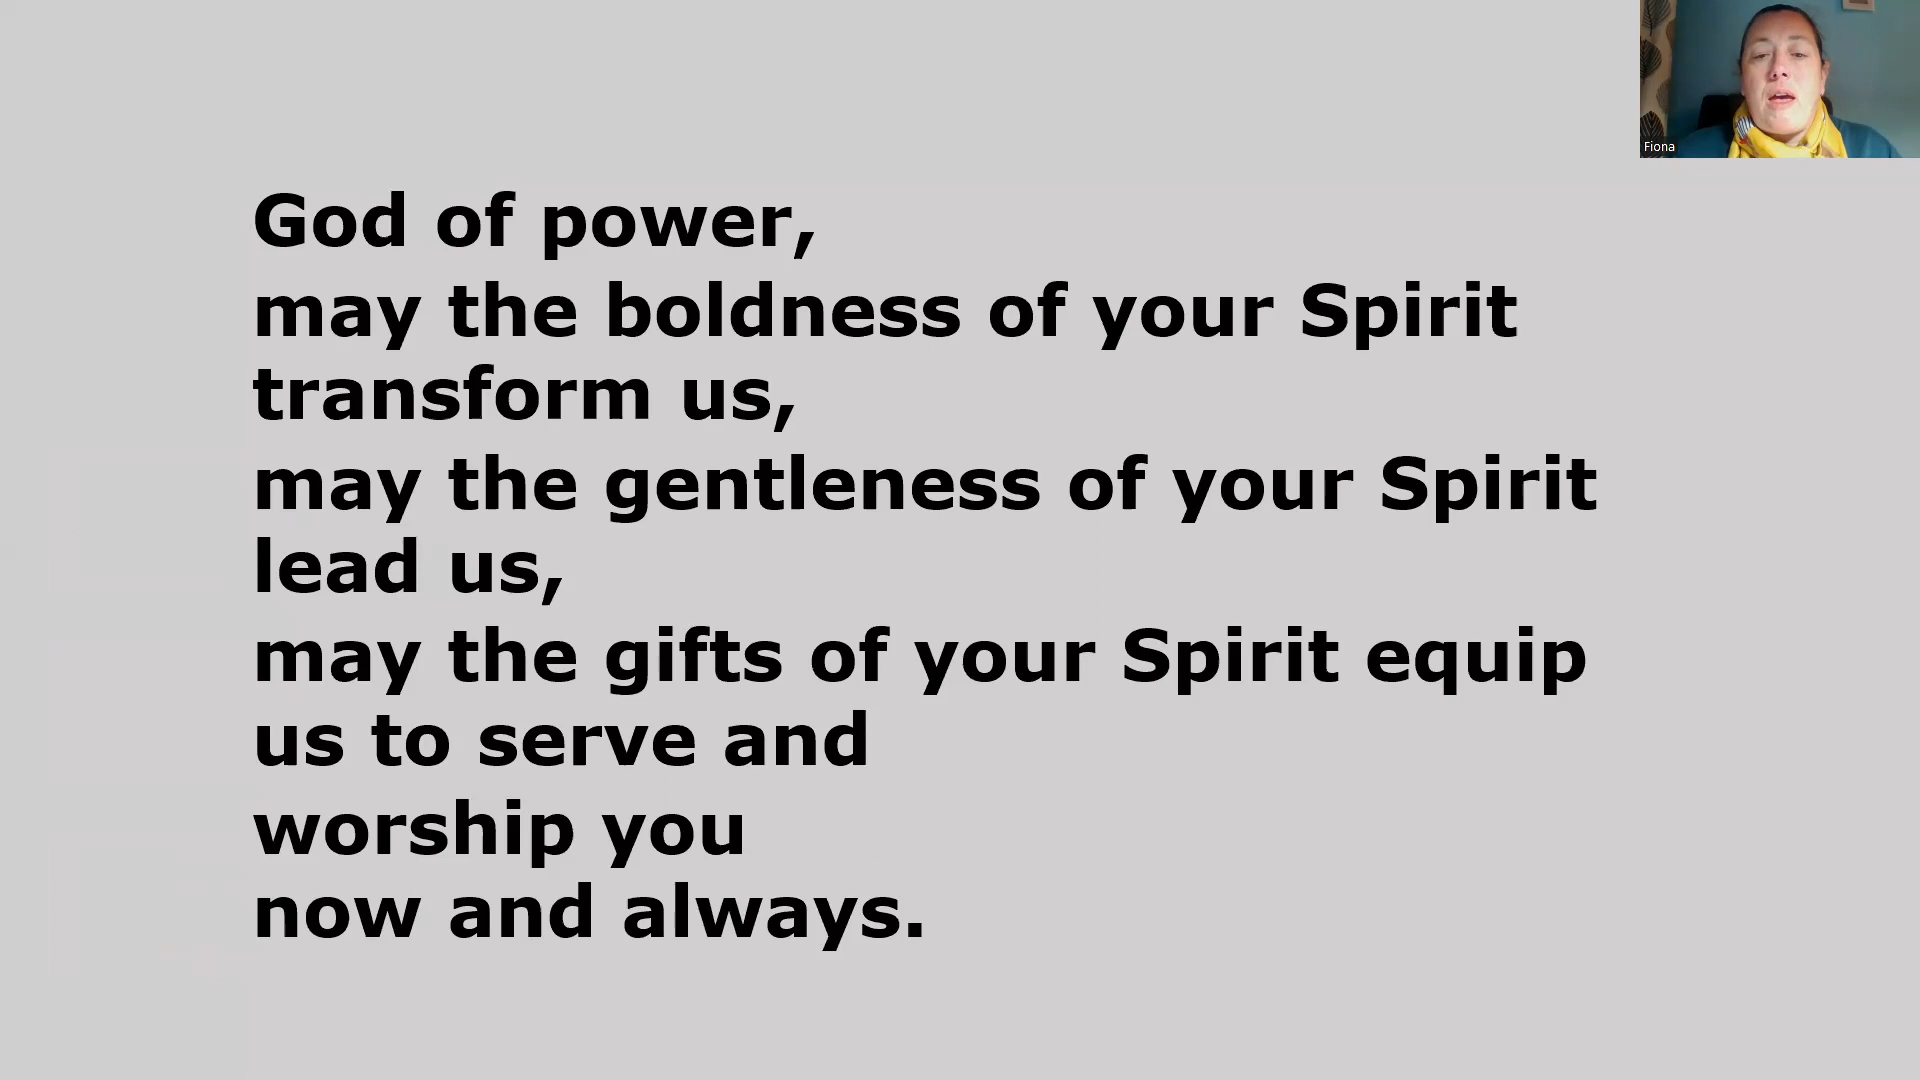 Fiona
God of power,
may the boldness of your Spirit
transform us,
may the gentleness of your Spirit
lead us,
may the gifts of your Spirit equip
us to serve and
worship you
now and always.